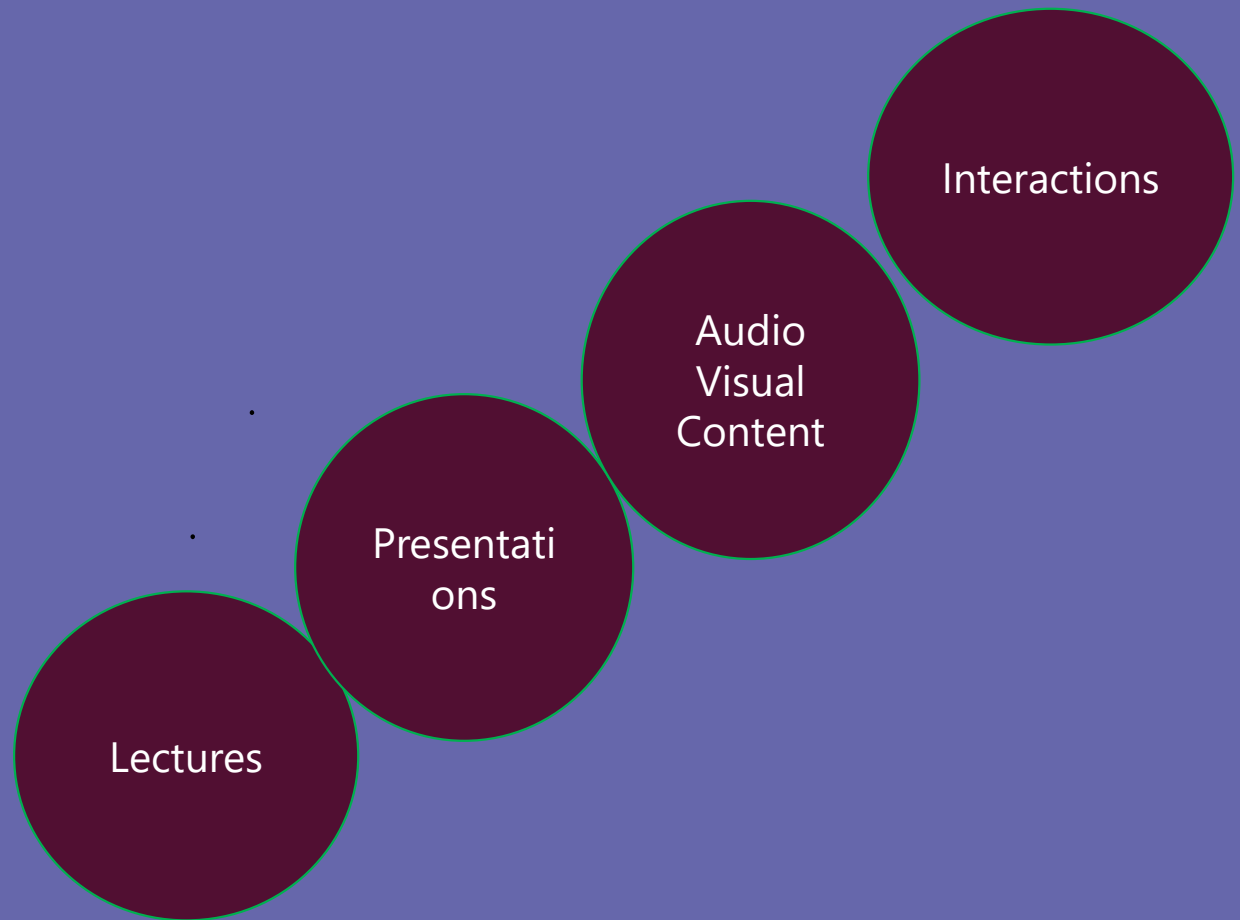 Interactions
Audio
Visual
Content
Presentati
ons
Lectures